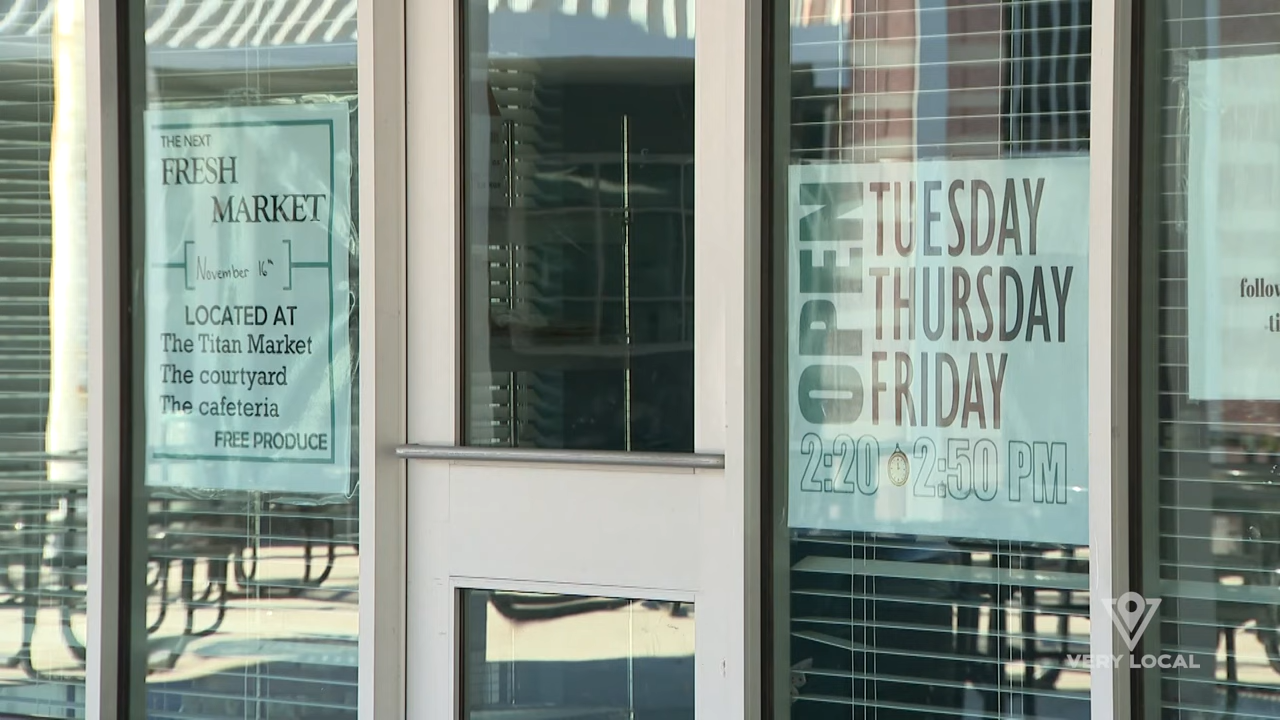 THE NEXT
FRESH
MARKET
November 16th
LOCATED AT
The Titan Market
The courtyard
The cafeteria
FREE PRODUCE
OPEN
TUESDAY
THURSDAY
FRIDAY
2:20 2:50 PM
VERY LOCAL